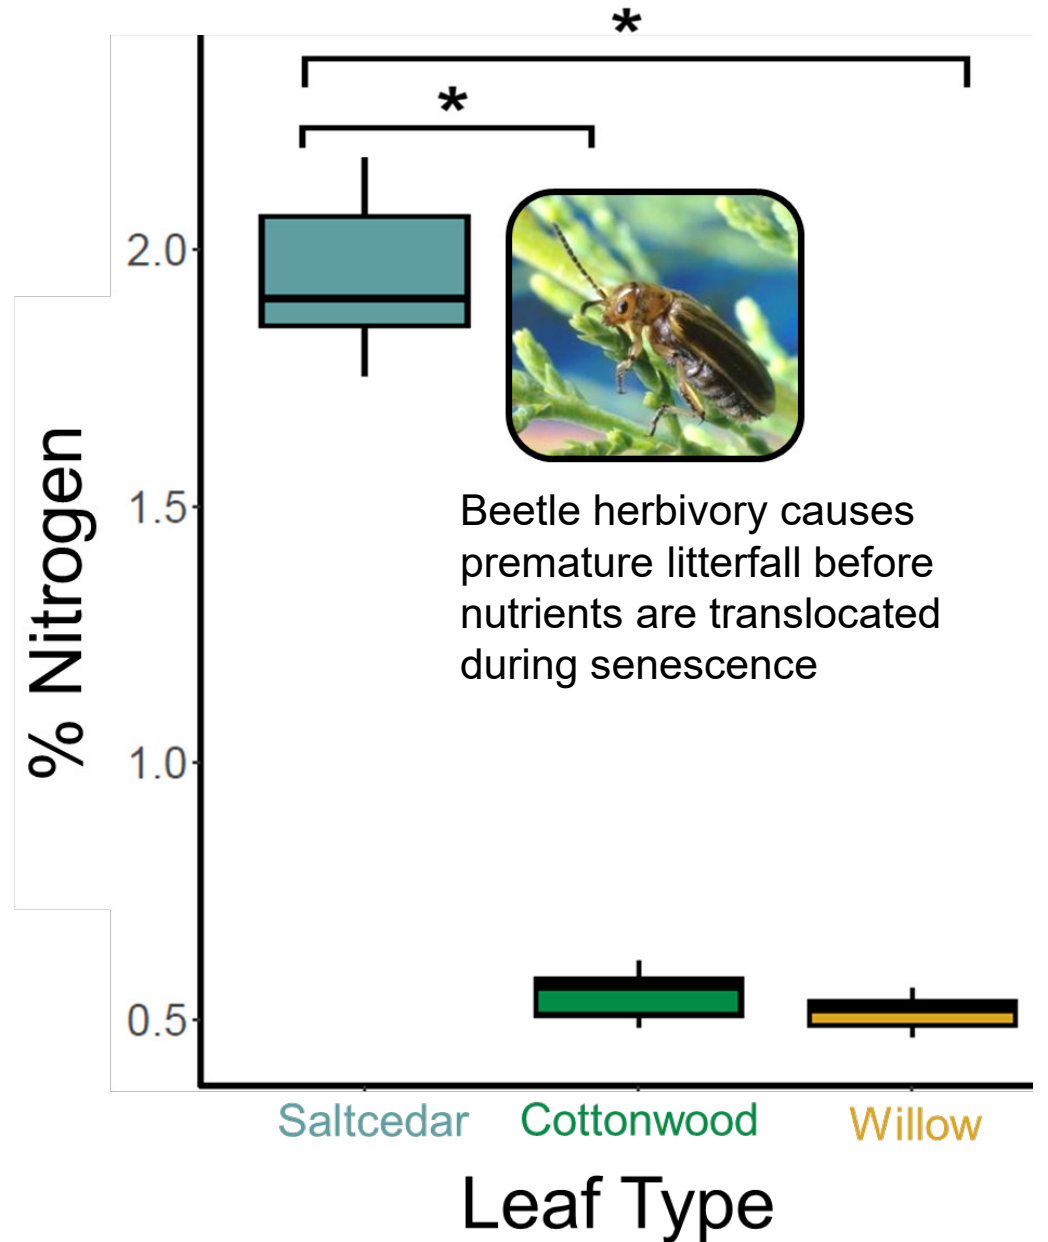 *
*
2.0
1.5
1.0
0.5
% Nitrogen
Beetle herbivory causes
premature litterfall before
nutrients are translocated
during senescence
Saltcedar Cottonwood Willow
Leaf Type